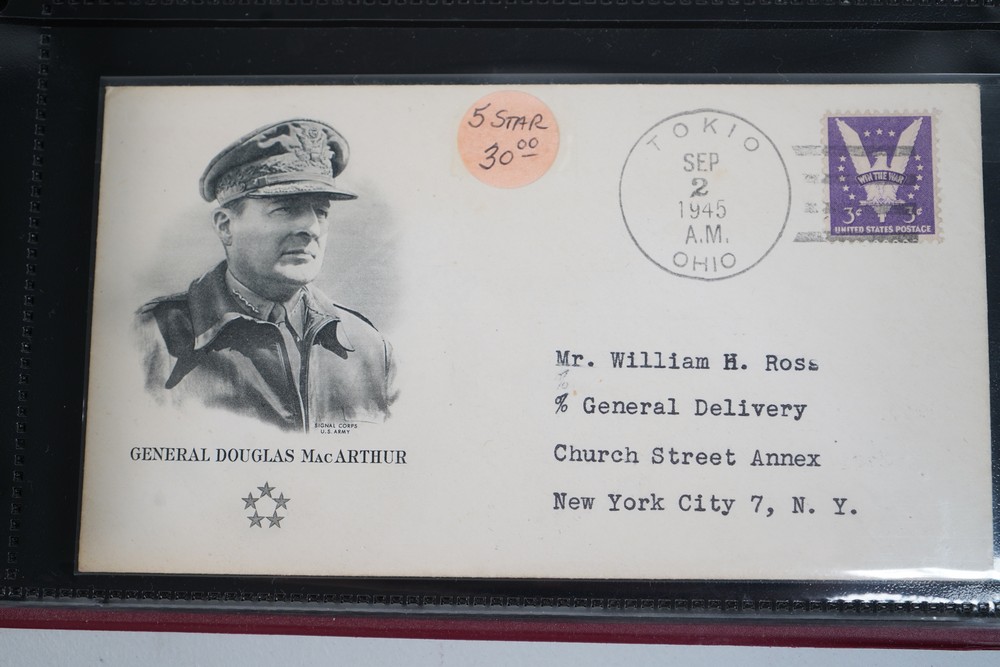 5 STAR
30 00
TOKIO
SEP
2
1945
A.M.
OHIO
WIN THE WAR
3¢ 3¢
UNITED STATES POSTAGE
SIGNAL CORPS
U.S. ARMY
GENERAL DOUGLAS MACARTHUR
Mr. William H. Ross
% General Delivery
Church Street Annex
New York City 7, N. Y.